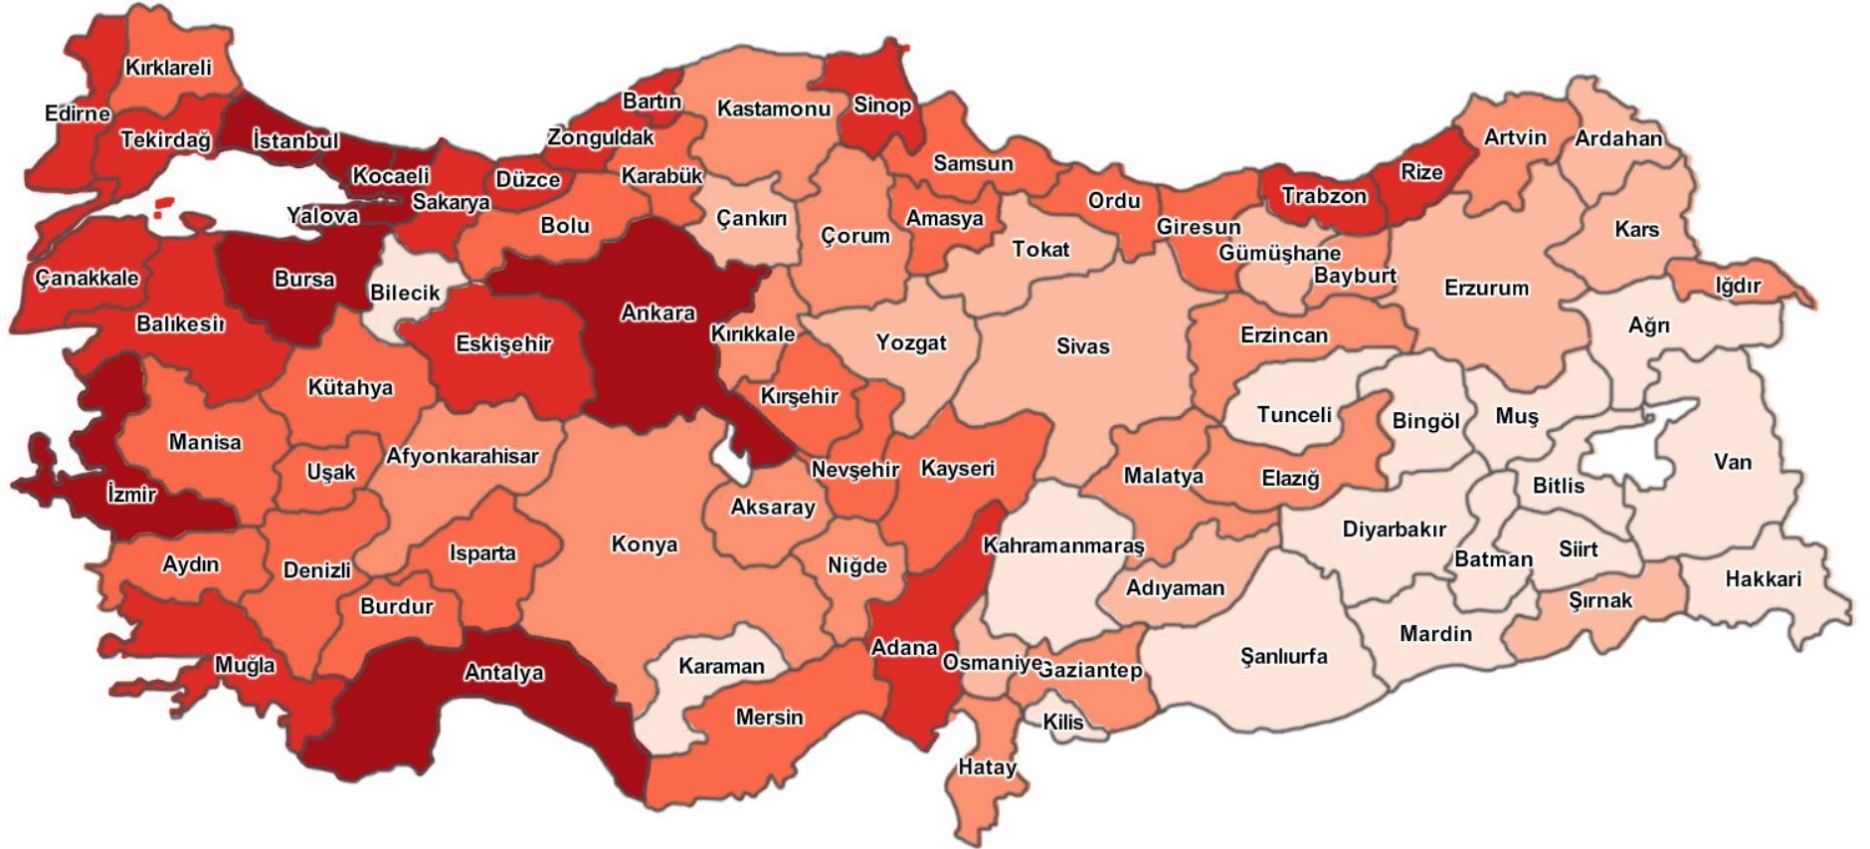 Kırklareli
Edirne
Tekirdağ
İstanbul
Kocaeli
Yalova
Sakarya
Düzce
Zonguldak
Bartın
Karabük
Kastamonu
Sinop
Samsun
Bolu
Çankırı
Çorum
Amasya
Tokat
Ordu
Giresun
Gümüşhane
Bayburt
Trabzon
Rize
Artvin
Ardahan
Kars
Iğdır
Erzurum
Ağrı
Çanakkale
Balıkesir
Bursa
Bilecik
Eskişehir
Ankara
Kırıkkale
Yozgat
Sivas
Erzincan
Kütahya
Kırşehir
Tunceli
Bingöl
Muş
Manisa
Uşak
Afyonkarahisar
Nevşehir
Kayseri
Malatya
Elazığ
Bitlis
Van
İzmir
Aksaray
Diyarbakır
Batman
Siirt
Hakkari
Aydın
Denizli
Isparta
Konya
Niğde
Kahramanmaraş
Adıyaman
Şırnak
Burdur
Mardin
Muğla
Antalya
Karaman
Adana
Osmaniye
Gaziantep
Şanlıurfa
Mersin
Kilis
Hatay